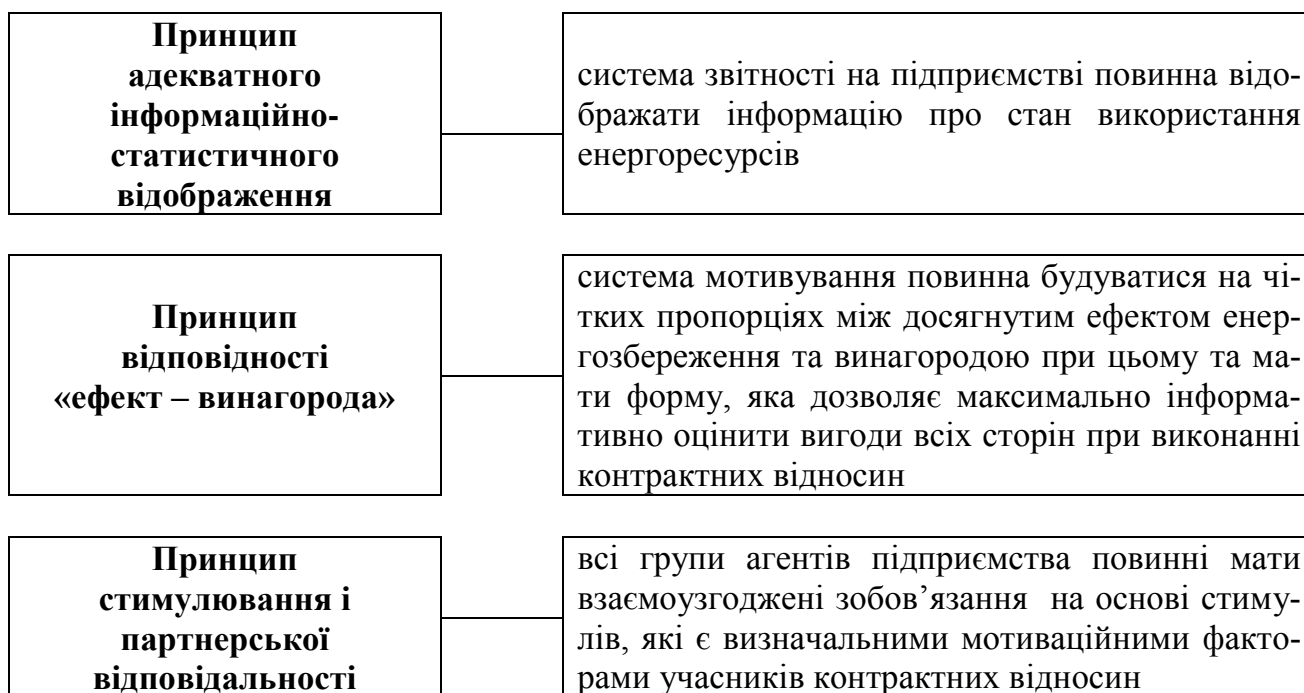 Принцип
адекватного
інформаційно-
статистичного
відображення
система звітності на підприємстві повинна відо-
бражати інформацію про стан використання
енергоресурсів
Принцип
відповідності
«ефект – винагорода»
система мотивування повинна будуватися на чі-
тких пропорціях між досягнутим ефектом енер-
гозбереження та винагородою при цьому та ма-
ти форму, яка дозволяє максимально інформа-
тивно оцінити вигоди всіх сторін при виконанні
контрактних відносин
Принцип
стимулювання і
партнерської
відповідальності
всі групи агентів підприємства повинні мати
взаємоузгоджені зобов’язання на основі стиму-
лів, які є визначальними мотиваційними факто-
рами учасників контрактних відносин